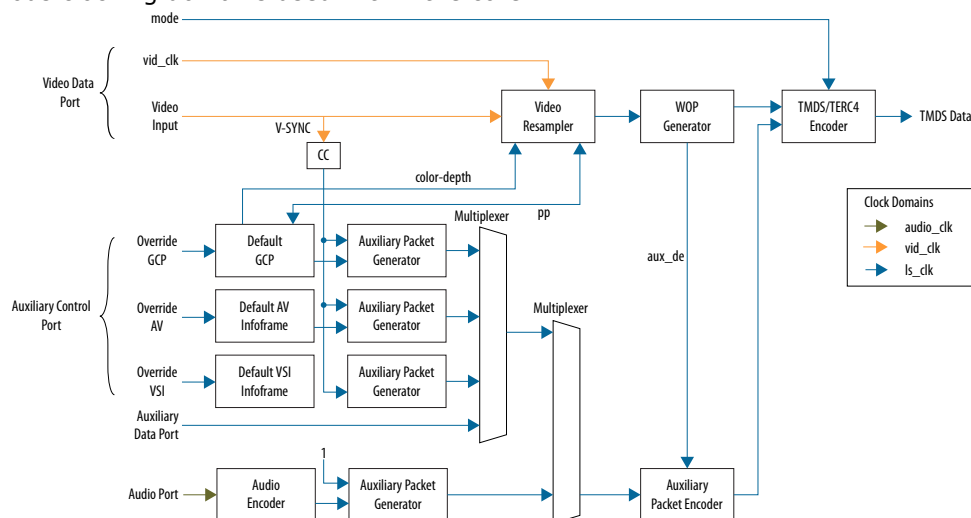 mode
vid_clk
Video Data
Port
Video
Input
V-SYNC
CC
Video
Resampler
WOP
Generator
TMDS/TERC4
Encoder
TMDS Data
color-depth
pp
Multiplexer
Clock Domains
audio_clk
vid_clk
ls_clk
Override
GCP
Default
GCP
Auxiliary Packet
Generator
aux_de
Auxiliary Control
Port
Override
AV
Default AV
Infoframe
Auxiliary Packet
Generator
Multiplexer
Override
VSI
Default VSI
Infoframe
Auxiliary Packet
Generator
Auxiliary
Data Port
1
Audio Port
Audio
Encoder
Auxiliary Packet
Generator
Auxiliary
Packet Encoder